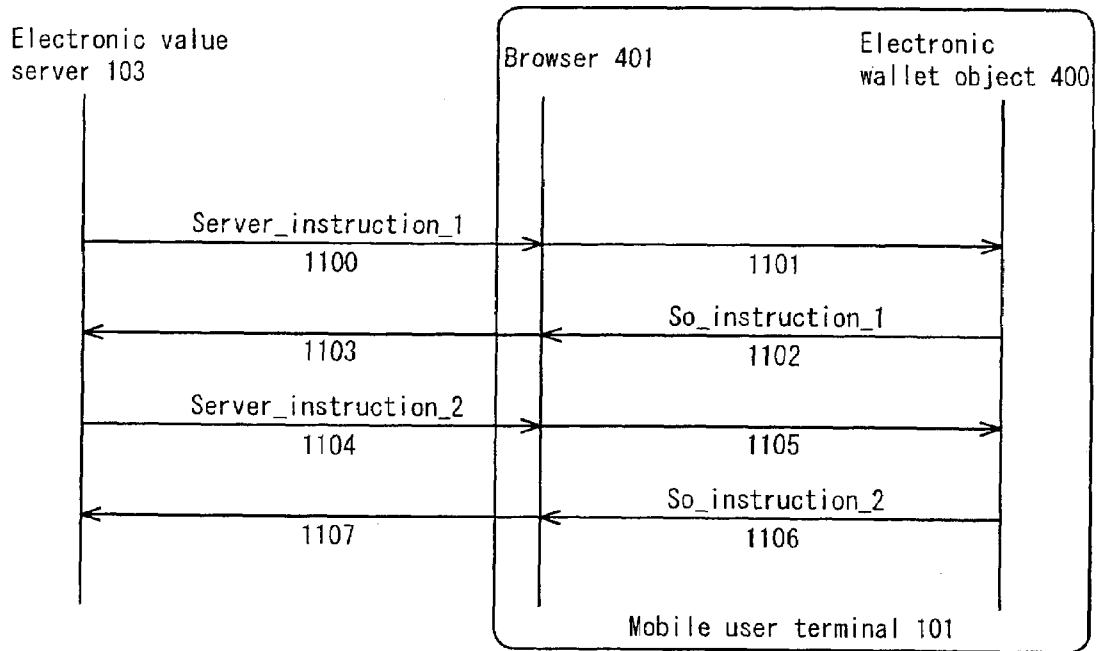 Electronic value
server 103
Browser 401
Electronic
wallet object 400
Server_instruction_1
1100
1101
So_instruction_1
1103
1102
Server_instruction_2
1104
1105
So_instruction_2
1107
1106
Mobile user terminal 101